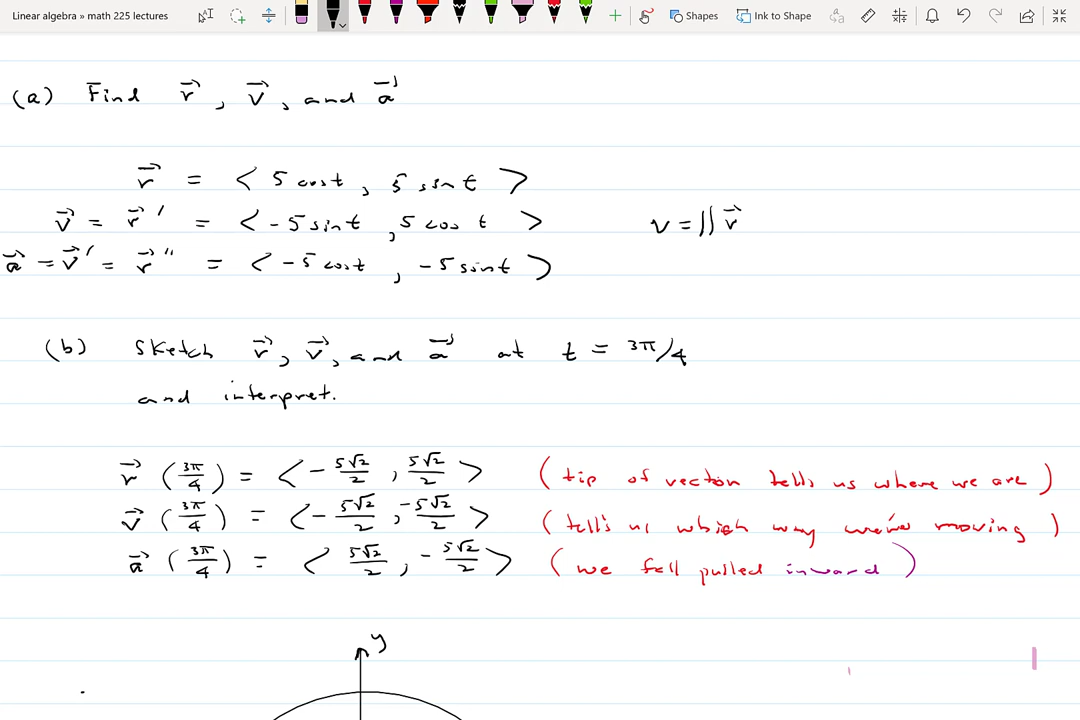 Linear algebra » math 225 lectures Shapes Ink to Shape
(a) Find r⃗, v⃗, and a⃗
r⃗ = < 5 cost, 5 sint >
v⃗ = r⃗' = < -5 sint, 5 cos t > v = || r⃗
a⃗ = v⃗' = r⃗'' = < -5 cost, -5 sint >
(b) Sketch r⃗, v⃗, and a⃗ at t = 3π/4
and interpret.
r⃗ (3π/4) = < - 5√2/2, 5√2/2 > (tip of vector tells us where we are)
v⃗ (3π/4) = < - 5√2/2, -5√2/2 > (tells us which way we're moving)
a⃗ (3π/4) = < 5√2/2, - 5√2/2 > (we fell pulled inward)
y